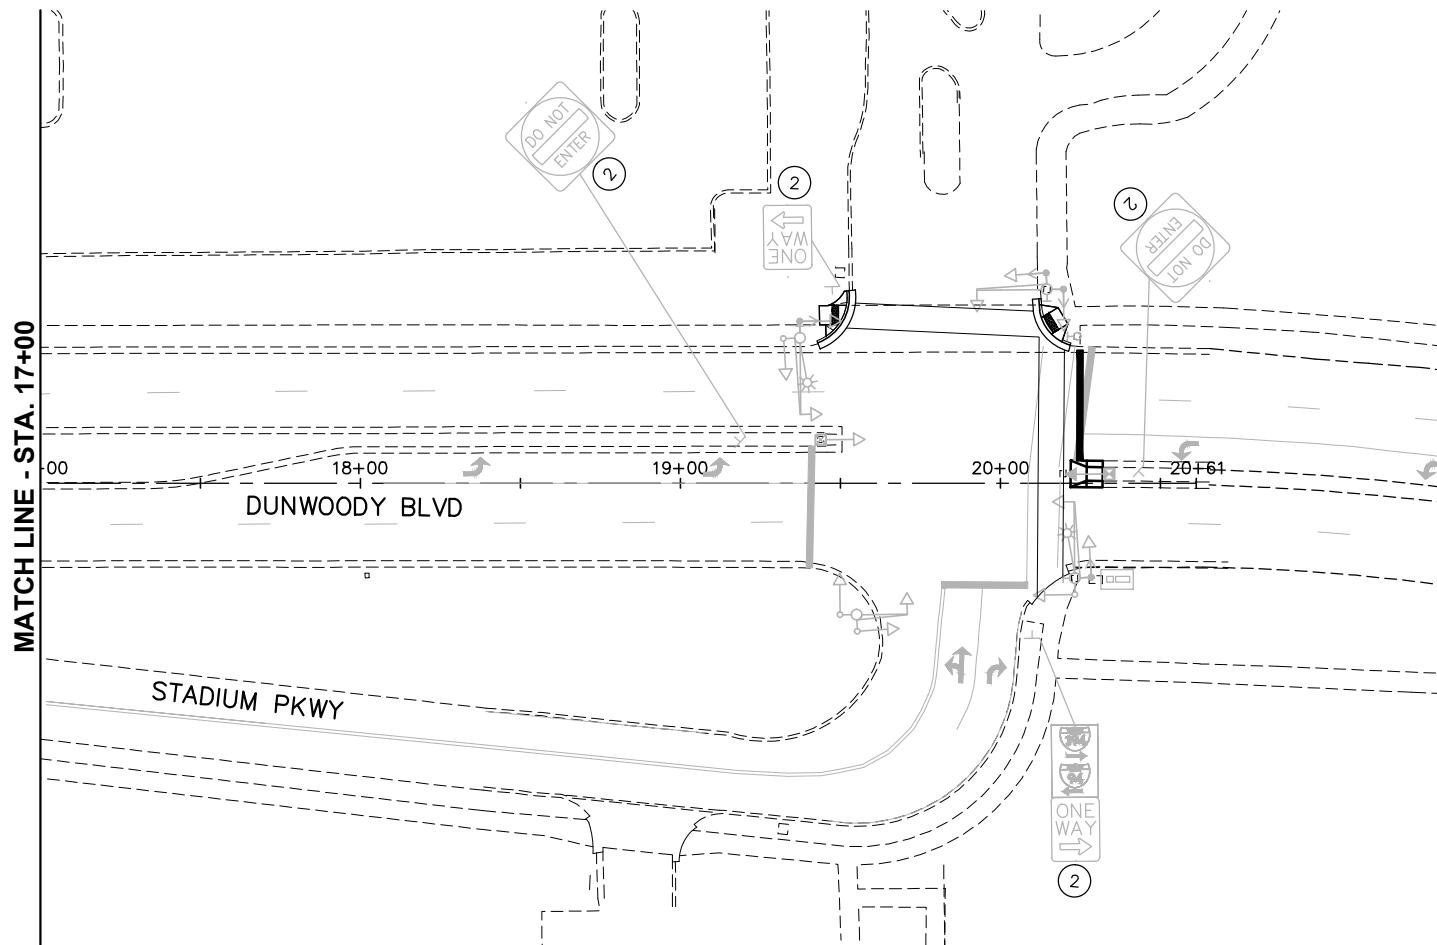 DO NOT
ENTER
2
2
ONE
WAY
2
DO NOT
ENTER
MATCH LINE - STA. 17+00
00
18+00
19+00
20+00
20+61
DUNWOODY BLVD
STADIUM PKWY
ONE
WAY
2